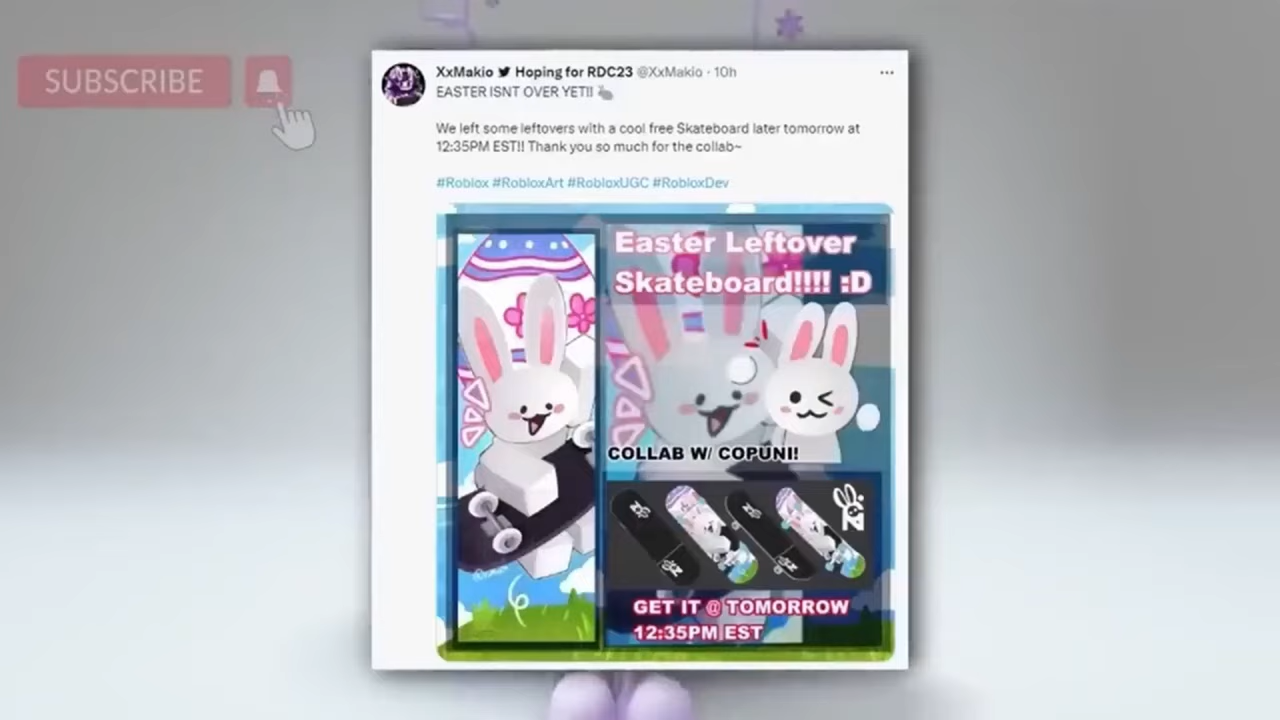 SUBSCRIBE
XxMakio Hoping for RDC23 @XxMakio · 10h
EASTER ISNT OVER YET!!
We left some leftovers with a cool free Skateboard later tomorrow at
12:35PM EST!! Thank you so much for the collab~
#Roblox #RobloxArt #RobloxUGC #RobloxDev
Easter Leftover
Skateboard!!!! :D
COLLAB W/ COPUNI!
GET IT @ TOMORROW
12:35PM EST